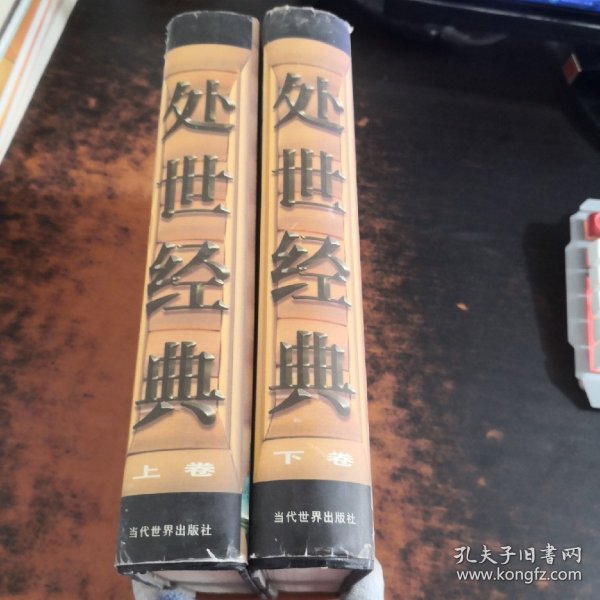 处世经典
上卷
当代世界出版社
处世经典
下卷
当代世界出版社
孔夫子旧书网
www.kongfz.com